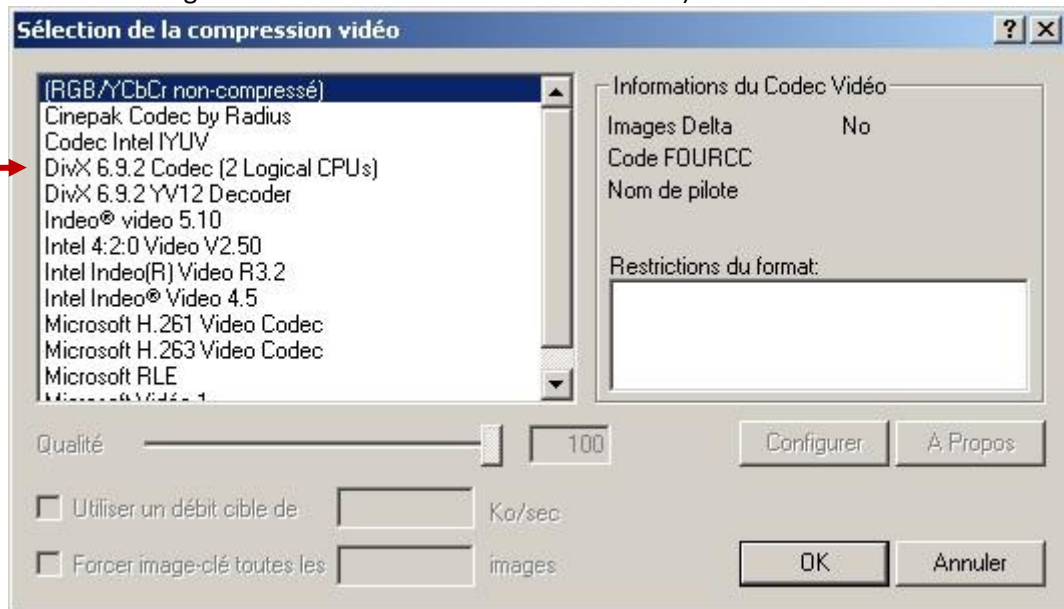 Sélection de la compression vidéo
(RGB/YCbCr non-compressé)
Cinepak Codec by Radius
Codec Intel IYUV
DivX 6.9.2 Codec (2 Logical CPUs)
DivX 6.9.2 YV12 Decoder
Indeo® video 5.10
Intel 4:2:0 Video V2.50
Intel Indeo(R) Video R3.2
Intel Indeo® Video 4.5
Microsoft H.261 Video Codec
Microsoft H.263 Video Codec
Microsoft RLE
Microsoft Vidéo 1
Informations du Codec Vidéo
Images Delta No
Code FOURCC
Nom de pilote
Restrictions du format:
Qualité 100
Configurer A Propos
Utiliser un débit cible de Ko/sec
Forcer image-clé toutes les images
OK Annuler